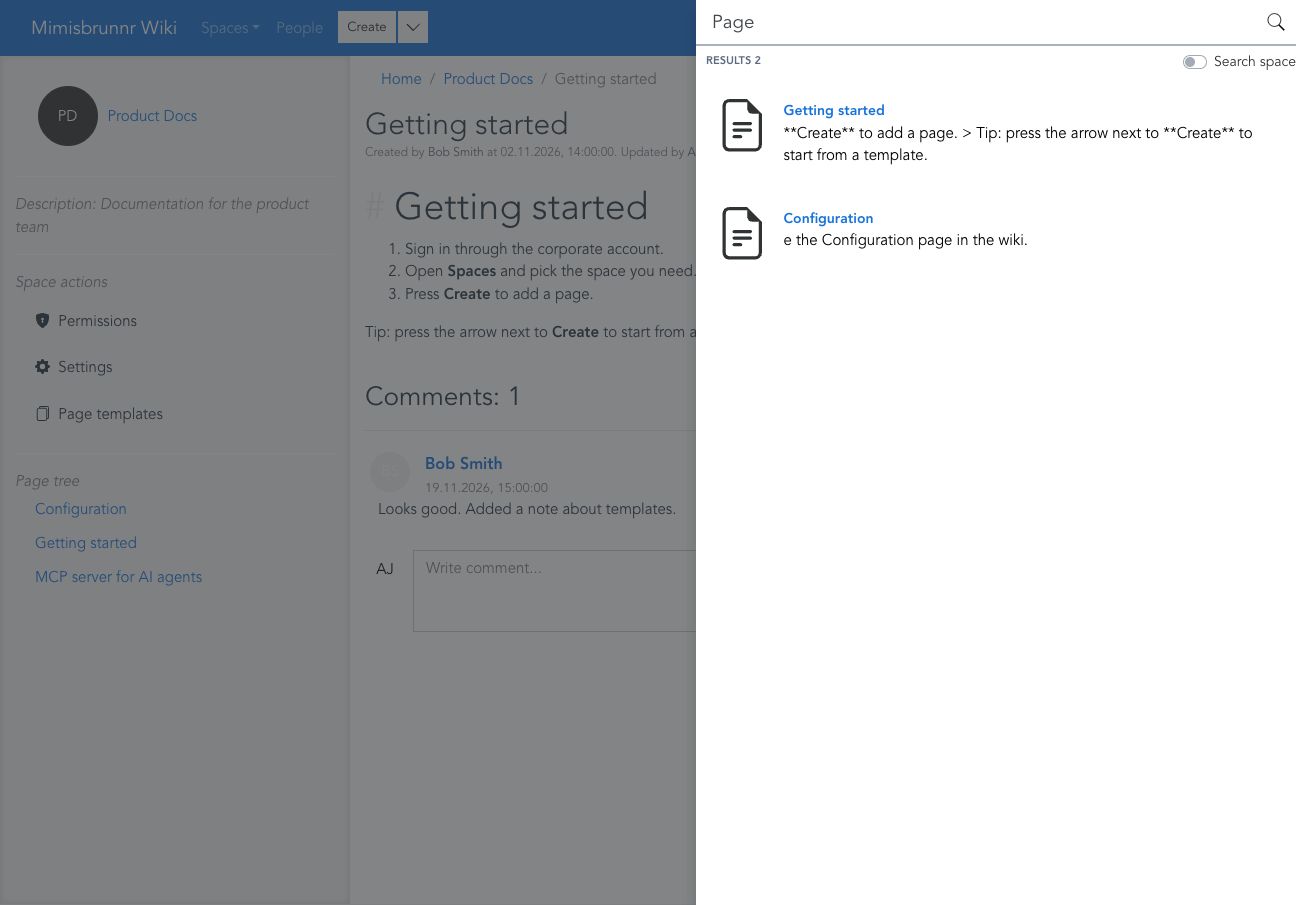 Mimisbrunnr Wiki
Spaces
People
Create
PD
Product Docs
Description: Documentation for the product
team
Space actions
Permissions
Settings
Page templates
Page tree
Configuration
Getting started
MCP server for AI agents
Home / Product Docs / Getting started
Getting started
Created by Bob Smith at 02.11.2026, 14:00:00. Updated by A
# Getting started
1. Sign in through the corporate account.
2. Open Spaces and pick the space you need.
3. Press Create to add a page.
Tip: press the arrow next to Create to start from a
Comments: 1
BS
Bob Smith
19.11.2026, 15:00:00
Looks good. Added a note about templates.
AJ
Write comment...
Page
RESULTS 2
Search space
Getting started
**Create** to add a page. > Tip: press the arrow next to **Create** to
start from a template.
Configuration
e the Configuration page in the wiki.